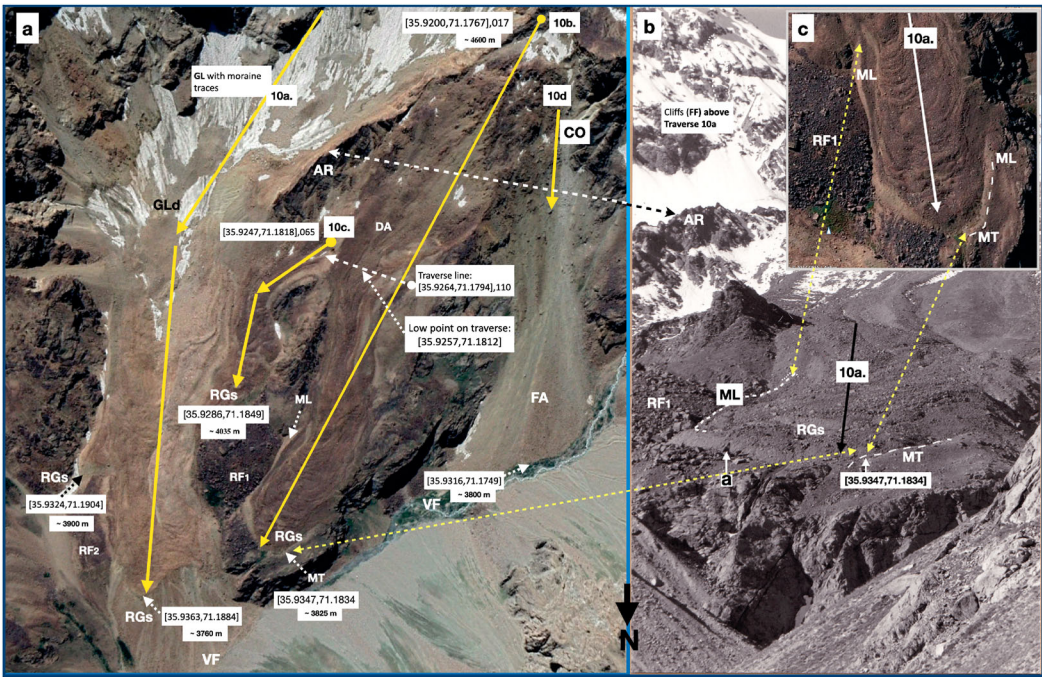 a
[35.9200,71.1767],017
~ 4600 m
10b.
GL with moraine
traces
10a.
10d
CO
AR
GLd
DA
[35.9247,71.1818],065
10c.
Traverse line:
[35.9264,71.1794],110
Low point on traverse:
[35.9257,71.1812]
RGs
[35.9286,71.1849]
~ 4035 m
ML
FA
RGs
[35.9324,71.1904]
~ 3900 m
RF1
[35.9316,71.1749]
~ 3800 m
VF
RF2
RGs
MT
[35.9347,71.1834
~ 3825 m
RGs
[35.9363,71.1884]
~ 3760 m
VF
N
b
Cliffs (FF) above
Traverse 10a
AR
10a.
ML
RF1
RGs
MT
a
[35.9347,71.1834]
c
10a.
ML
RF1
ML
MT